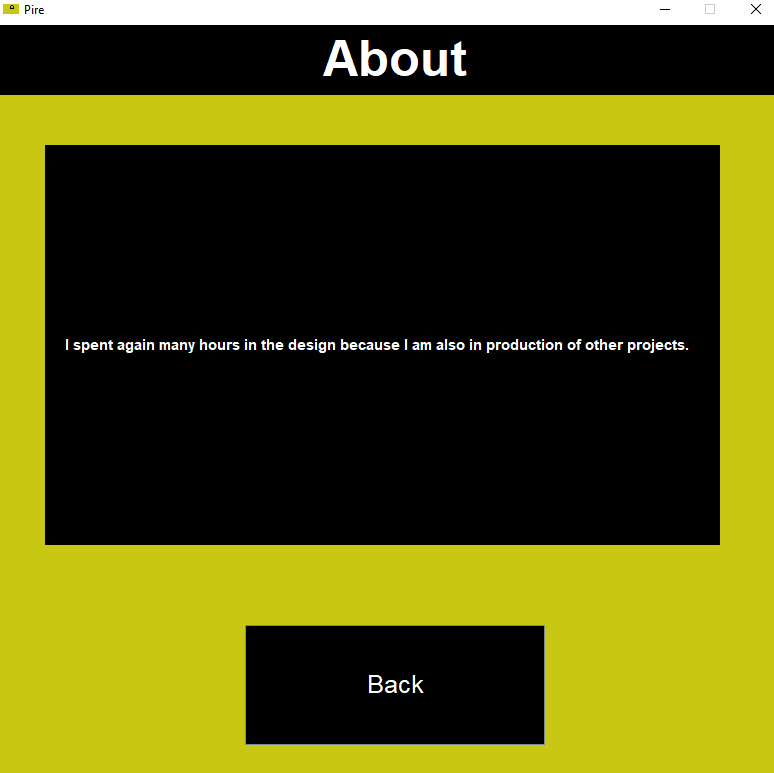 Pire
About
I spent again many hours in the design because I am also in production of other projects.
Back